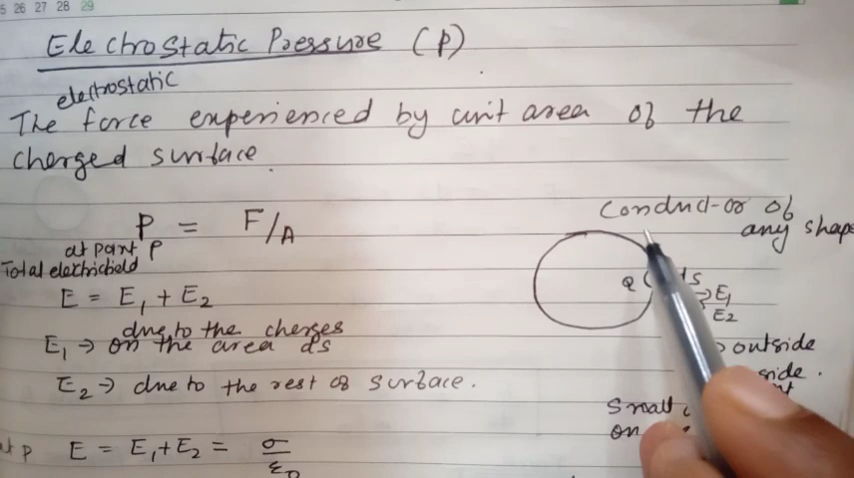 5 26 27 28 29
Electrostatic Pressure (P)
electrostatic
The force experienced by unit area of the
charged surface.
P = F/A
Conduct-or of
any shape
at part P
Total electricfield
E = E1 + E2
ds
E1
E2
due to the charges
E1 → on the area ds
outside
E2 → due to the rest of surface.
side.
Small
on
at p E = E1+E2 = σ/ε0